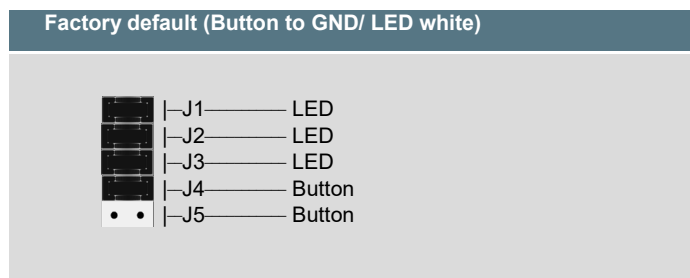 Factory default (Button to GND/ LED white)
|—J1———— LED
|—J2———— LED
|—J3———— LED
|—J4———— Button
|—J5———— Button